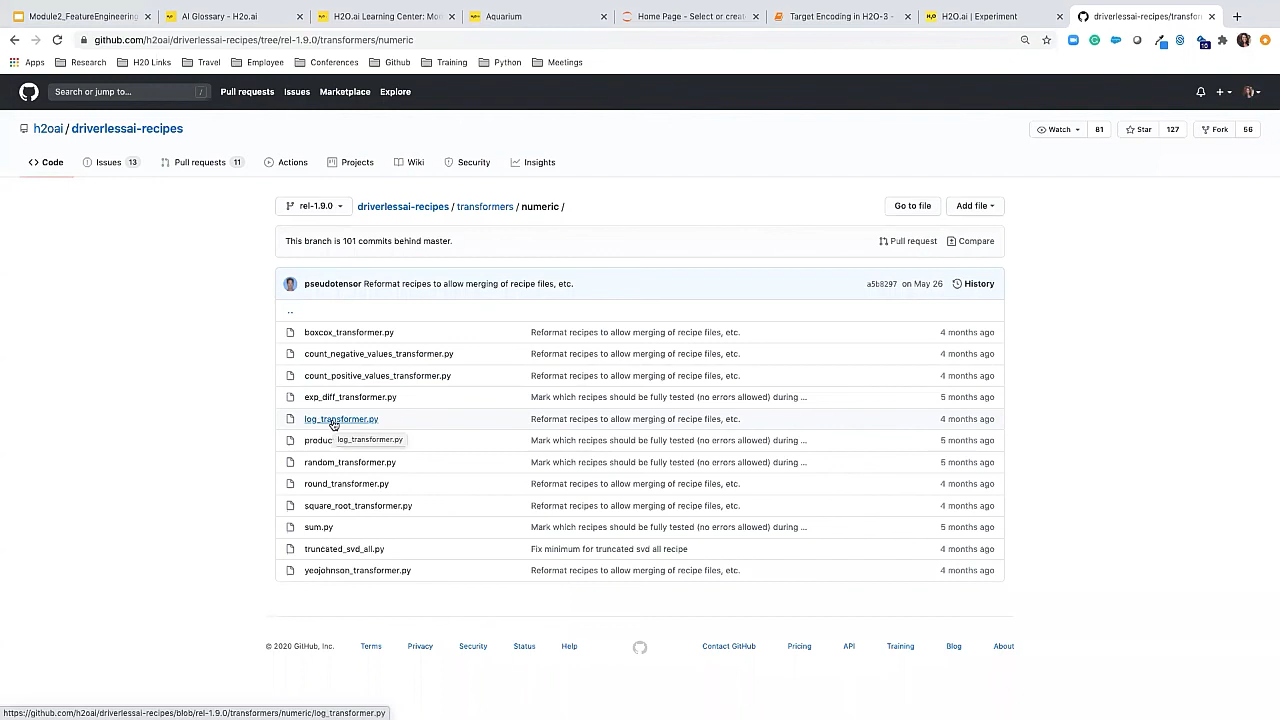 Module2_FeatureEngineering
AI Glossary - H2o.ai
H2O.ai Learning Center: Mo
Aquarium
Home Page - Select or create
Target Encoding in H2O-3 -
H2O.ai | Experiment
driverlessai-recipes/transfor
github.com/h2oai/driverlessai-recipes/tree/rel-1.9.0/transformers/numeric
Apps Research H20 Links Travel Employee Conferences Github Training Python Meetings
Search or jump to... / Pull requests Issues Marketplace Explore
h2oai / driverlessai-recipes
Watch 81 Star 127 Fork 56
<> Code Issues 13 Pull requests 11 Actions Projects Wiki Security Insights
rel-1.9.0 driverlessai-recipes / transformers / numeric / Go to file Add file
This branch is 101 commits behind master. Pull request Compare
pseudotensor Reformat recipes to allow merging of recipe files, etc. a5b8297 on May 26 History
..
boxcox_transformer.py Reformat recipes to allow merging of recipe files, etc. 4 months ago
count_negative_values_transformer.py Reformat recipes to allow merging of recipe files, etc. 4 months ago
count_positive_values_transformer.py Reformat recipes to allow merging of recipe files, etc. 4 months ago
exp_diff_transformer.py Mark which recipes should be fully tested (no errors allowed) during ... 5 months ago
log_transformer.py Reformat recipes to allow merging of recipe files, etc. 4 months ago
produc log_transformer.py Mark which recipes should be fully tested (no errors allowed) during ... 5 months ago
random_transformer.py Mark which recipes should be fully tested (no errors allowed) during ... 5 months ago
round_transformer.py Reformat recipes to allow merging of recipe files, etc. 4 months ago
square_root_transformer.py Reformat recipes to allow merging of recipe files, etc. 4 months ago
sum.py Mark which recipes should be fully tested (no errors allowed) during ... 5 months ago
truncated_svd_all.py Fix minimum for truncated svd all recipe 4 months ago
yeojohnson_transformer.py Reformat recipes to allow merging of recipe files, etc. 4 months ago
© 2020 GitHub, Inc. Terms Privacy Security Status Help Contact GitHub Pricing API Training Blog About
https://github.com/h2oai/driverlessai-recipes/blob/rel-1.9.0/transformers/numeric/log_transformer.py